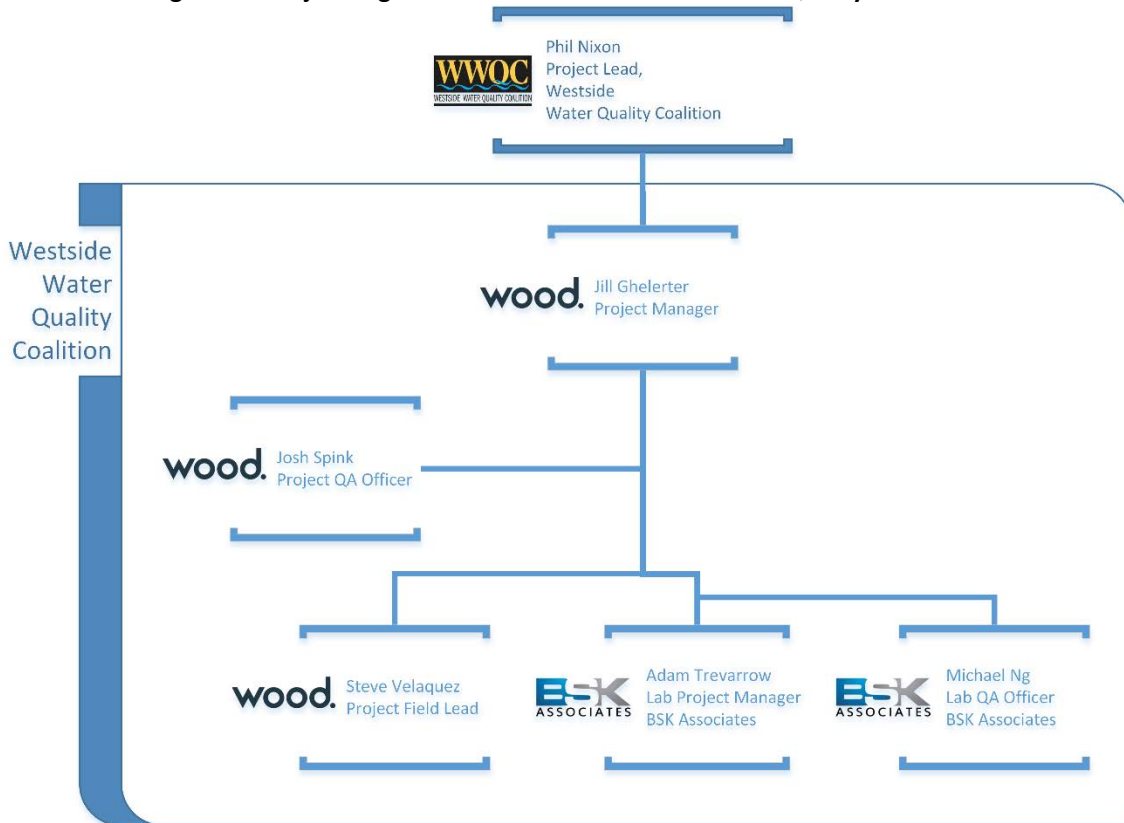 WWQC
WESTSIDE WATER QUALITY COALITION
Phil Nixon
Project Lead,
Westside
Water Quality Coalition
Westside
Water
Quality
Coalition
wood.
Jill Ghelerter
Project Manager
wood.
Josh Spink
Project QA Officer
wood.
Steve Velaquez
Project Field Lead
BSK
ASSOCIATES
Adam Trevarrow
Lab Project Manager
BSK Associates
BSK
ASSOCIATES
Michael Ng
Lab QA Officer
BSK Associates